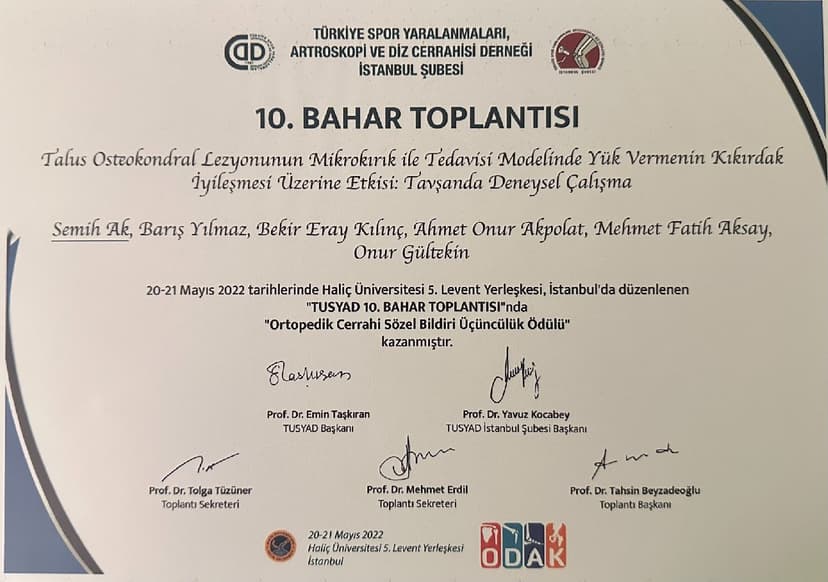 TÜRKİYE SPOR YARALANMALARI,
ARTROSKOPİ VE DİZ CERRAHİSİ DERNEĞİ
İSTANBUL ŞUBESİ
İSTANBUL ŞUBESİ
10. BAHAR TOPLANTISI
Talus Osteokondral Lezyonunun Mikrokırık ile Tedavisi Modelinde Yük Vermenin Kıkırdak
İyileşmesi Üzerine Etkisi: Tavşanda Deneysel Çalışma
Semih Ak, Barış Yılmaz, Bekir Eray Kılınç, Ahmet Onur Akpolat, Mehmet Fatih Aksay,
Onur Gültekin
20-21 Mayıs 2022 tarihlerinde Haliç Üniversitesi 5. Levent Yerleşkesi, İstanbul'da düzenlenen
"TUSYAD 10. BAHAR TOPLANTISI"nda
"Ortopedik Cerrahi Sözel Bildiri Üçüncülük Ödülü"
kazanmıştır.
Prof. Dr. Emin Taşkıran
TUSYAD Başkanı
Prof. Dr. Yavuz Kocabey
TUSYAD İstanbul Şubesi Başkanı
Prof. Dr. Tolga Tüzüner
Toplantı Sekreteri
Prof. Dr. Mehmet Erdil
Toplantı Sekreteri
Prof. Dr. Tahsin Beyzadeoğlu
Toplantı Başkanı
20-21 Mayıs 2022
Haliç Üniversitesi 5. Levent Yerleşkesi
İstanbul
ODAK